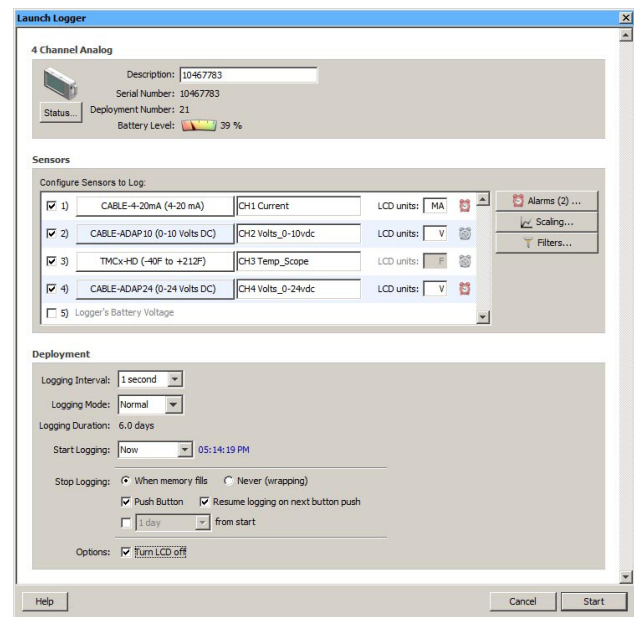 Launch Logger
4 Channel Analog
Description: 10467783
Serial Number: 10467783
Status... Deployment Number: 21
Battery Level: 39 %
Sensors
Configure Sensors to Log:
1) CABLE-4-20mA (4-20 mA) CH1 Current LCD units: MA Alarms (2) ...
Scaling...
2) CABLE-ADAP10 (0-10 Volts DC) CH2 Volts_0-10vdc LCD units: V
Filters...
3) TMCx-HD (-40F to +212F) CH3 Temp_Scope LCD units: F
4) CABLE-ADAP24 (0-24 Volts DC) CH4 Volts_0-24vdc LCD units: V
5) Logger's Battery Voltage
Deployment
Logging Interval: 1 second
Logging Mode: Normal
Logging Duration: 6.0 days
Start Logging: Now 05:14:19 PM
Stop Logging: When memory fills Never (wrapping)
Push Button Resume logging on next button push
1 day from start
Options: Turn LCD off
Help Cancel Start